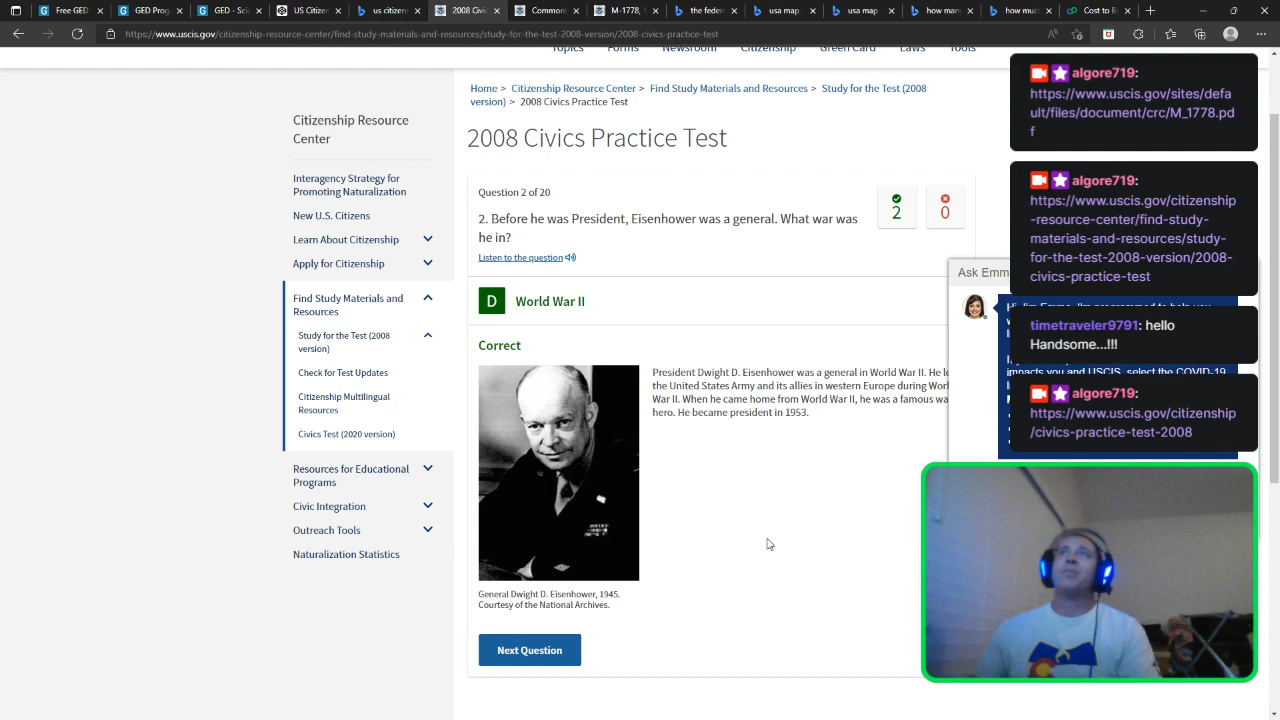 Free GED
GED Prog
GED - Sci
US Citizen
us citizen
2008 Civic
Common
M-1778,
the feder
usa map
usa map
how man
how much
Cost to B
https://www.uscis.gov/citizenship-resource-center/find-study-materials-and-resources/study-for-the-test-2008-version/2008-civics-practice-test
Topics Forms Newsroom Citizenship Green Card Laws Tools
Citizenship Resource
Center
Interagency Strategy for
Promoting Naturalization
New U.S. Citizens
Learn About Citizenship
Apply for Citizenship
Find Study Materials and
Resources
Study for the Test (2008
version)
Check for Test Updates
Citizenship Multilingual
Resources
Civics Test (2020 version)
Resources for Educational
Programs
Civic Integration
Outreach Tools
Naturalization Statistics
Home > Citizenship Resource Center > Find Study Materials and Resources > Study for the Test (2008
version) > 2008 Civics Practice Test
2008 Civics Practice Test
Question 2 of 20
2. Before he was President, Eisenhower was a general. What war was
he in?
Listen to the question
2
0
D World War II
Correct
President Dwight D. Eisenhower was a general in World War II. He
the United States Army and its allies in western Europe during
War II. When he came home from World War II, he was a famous
hero. He became president in 1953.
General Dwight D. Eisenhower, 1945.
Courtesy of the National Archives.
Next Question
Ask Emma
algore719:
https://www.uscis.gov/sites/defa
ult/files/document/crc/M_1778.pd
f
algore719:
https://www.uscis.gov/citizenship
-resource-center/find-study-
materials-and-resources/study-
for-the-test-2008-version/2008-
civics-practice-test
timetraveler9791: hello
Handsome...!!!
impacts you and USCIS, select the COVID-19
algore719:
https://www.uscis.gov/citizenship
/civics-practice-test-2008